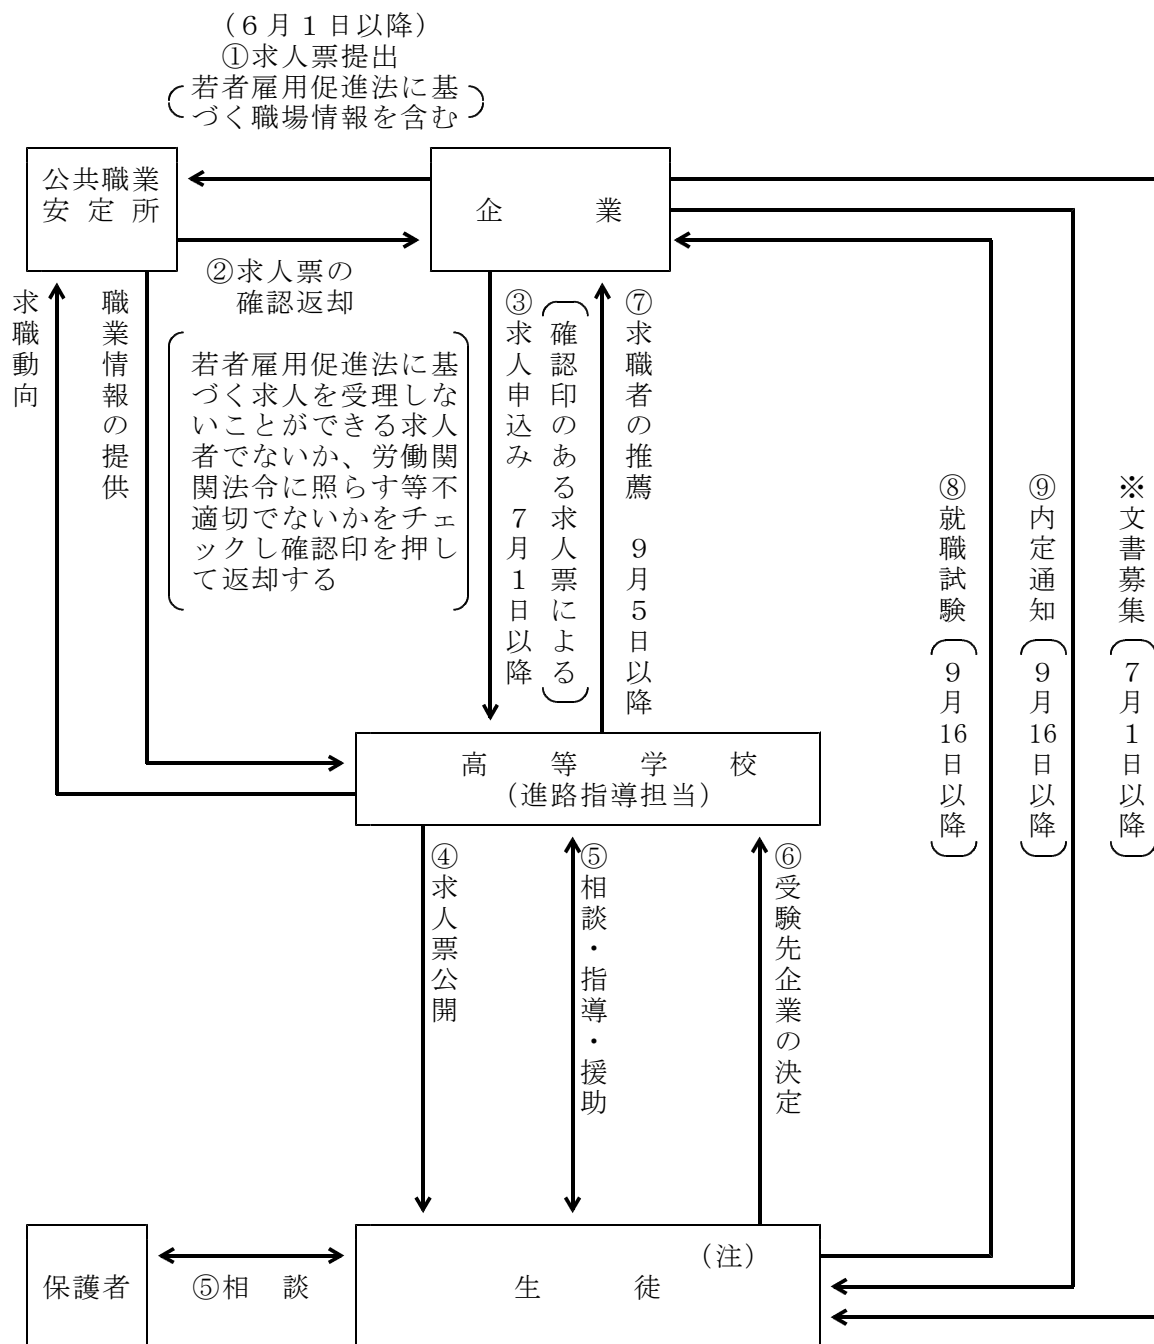 （６月１日以降）
①求人票提出
若者雇用促進法に基
づく職場情報を含む
公共職業
安定所
企業
②求人票の
確認返却
若者雇用促進法に基
づく求人を受理しな
いことができる求人
者でないか、労働関
関法令に照らす等不
適切でないかをチェ
ックし確認印を押し
て返却する
求職動向
職業情報の提供
③求人申込み　７月１日以降
確認印のある求人票による
⑦求職者の推薦　９月５日以降
⑧就職試験
９月16日以降
⑨内定通知
９月16日以降
※文書募集
７月１日以降
高等学校
（進路指導担当）
④求人票公開
⑤相談・指導・援助
⑥受験先企業の決定
保護者
⑤相　談
（注）
生徒